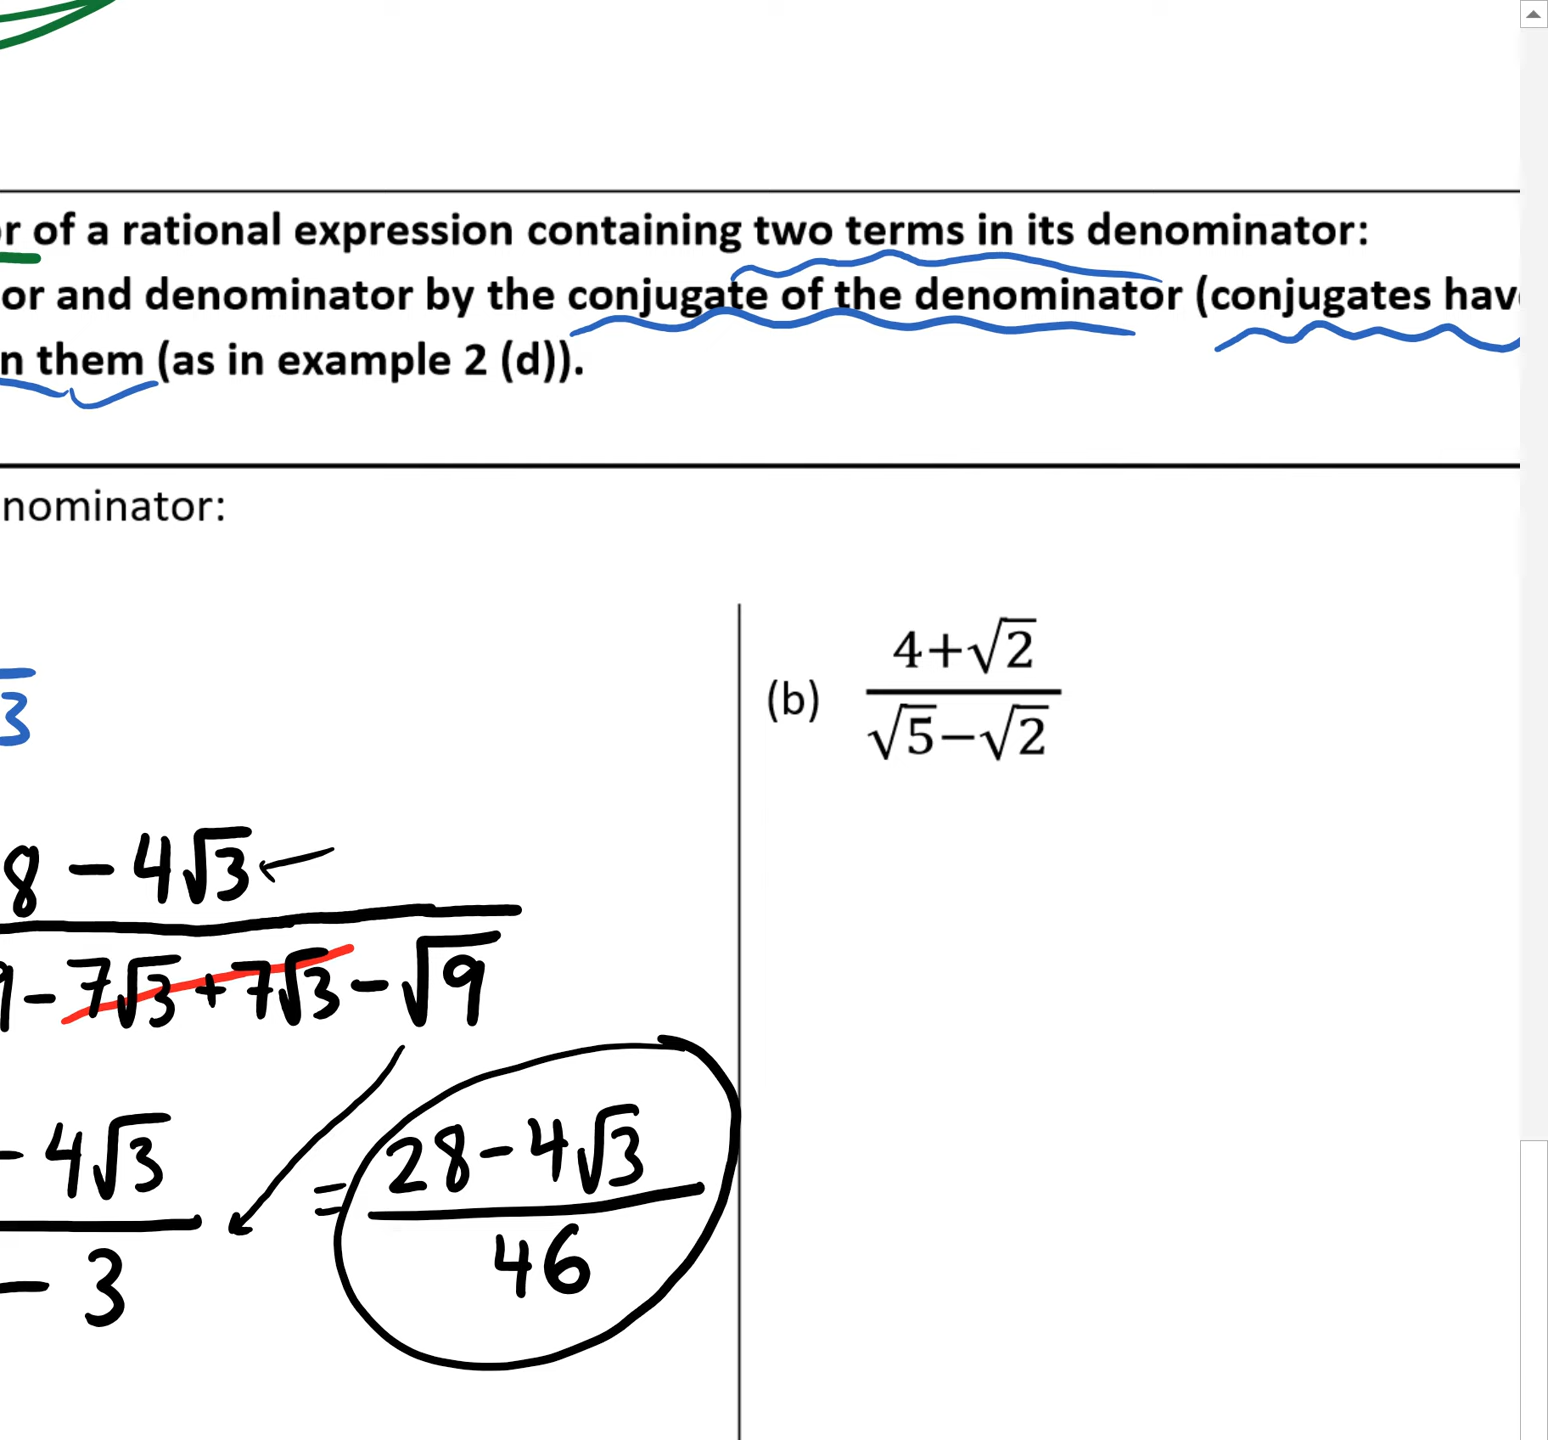 r of a rational expression containing two terms in its denominator:
or and denominator by the conjugate of the denominator (conjugates hav
n them (as in example 2 (d)).
nominator:
√3
(b) (4+√2)/(√5−√2)
8 − 4√3
9 − 7√3 + 7√3 − √9
− 4√3
− 3
= (28 − 4√3)/46